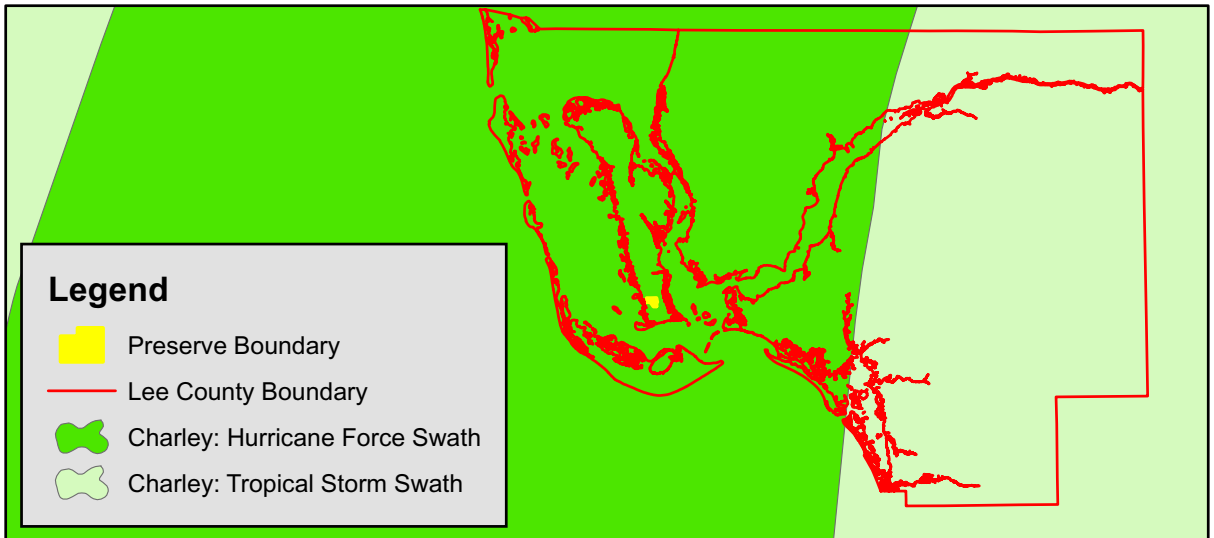 Legend
Preserve Boundary
Lee County Boundary
Charley: Hurricane Force Swath
Charley: Tropical Storm Swath